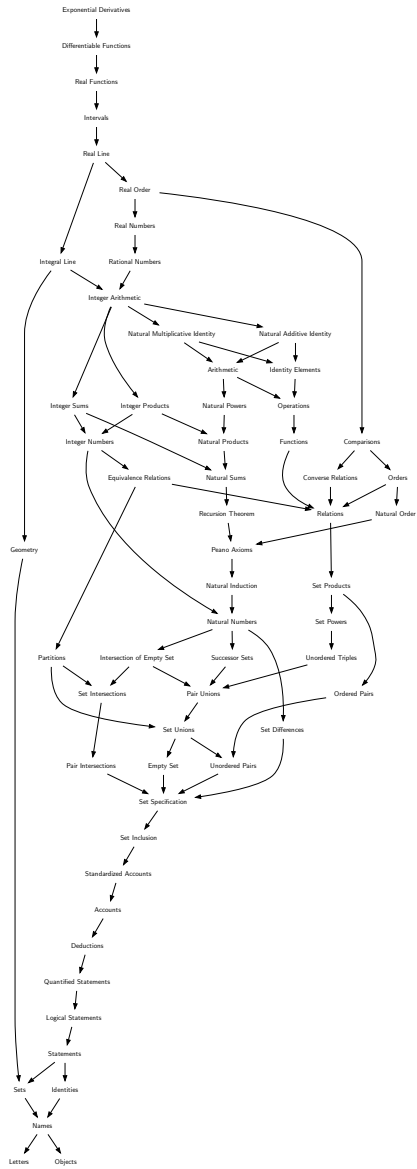 Exponential Derivatives
Differentiable Functions
Real Functions
Intervals
Real Line
Real Order
Real Numbers
Integral Line
Rational Numbers
Integer Arithmetic
Natural Multiplicative Identity
Natural Additive Identity
Arithmetic
Identity Elements
Integer Sums
Integer Products
Natural Powers
Operations
Integer Numbers
Natural Products
Functions
Comparisons
Equivalence Relations
Natural Sums
Converse Relations
Orders
Recursion Theorem
Relations
Natural Order
Geometry
Peano Axioms
Natural Induction
Set Products
Natural Numbers
Set Powers
Partitions
Intersection of Empty Set
Successor Sets
Unordered Triples
Set Intersections
Pair Unions
Ordered Pairs
Set Unions
Set Differences
Pair Intersections
Empty Set
Unordered Pairs
Set Specification
Set Inclusion
Standardized Accounts
Accounts
Deductions
Quantified Statements
Logical Statements
Statements
Sets
Identities
Names
Letters
Objects